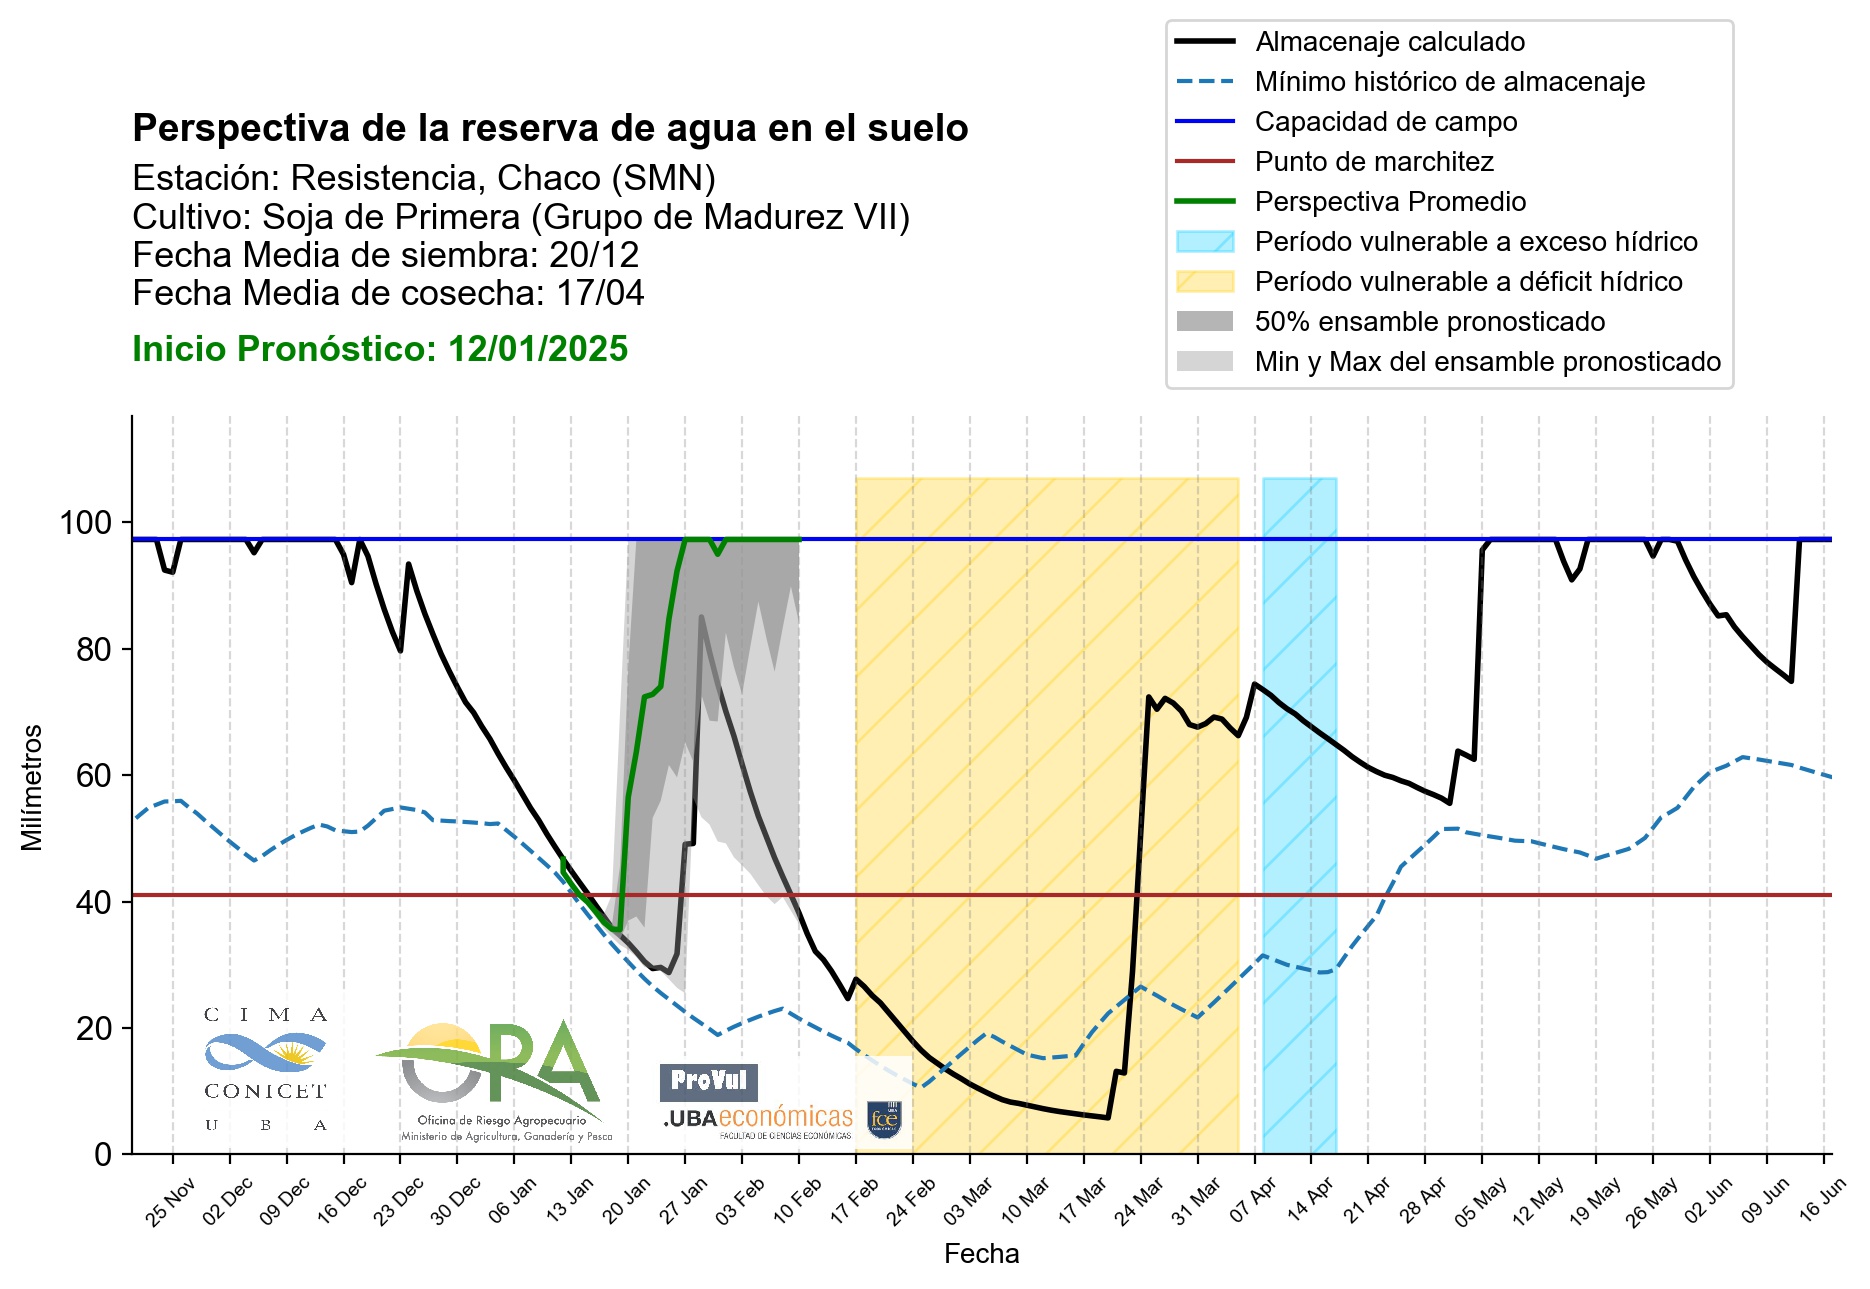 Almacenaje calculado
Mínimo histórico de almacenaje
Capacidad de campo
Punto de marchitez
Perspectiva Promedio
Período vulnerable a exceso hídrico
Período vulnerable a déficit hídrico
50% ensamble pronosticado
Min y Max del ensamble pronosticado
Perspectiva de la reserva de agua en el suelo
Estación: Resistencia, Chaco (SMN)
Cultivo: Soja de Primera (Grupo de Madurez VII)
Fecha Media de siembra: 20/12
Fecha Media de cosecha: 17/04
Inicio Pronóstico: 12/01/2025
Milímetros
100
80
60
40
20
0
C I M A
CONICET
U B A
ORA
Oficina de Riesgo Agropecuario
Ministerio de Agricultura, Ganadería y Pesca
ProVul
.UBAeconómicas
FACULTAD DE CIENCIAS ECONÓMICAS
UBA
fce
ECONÓMICAS
25 Nov
02 Dec
09 Dec
16 Dec
23 Dec
30 Dec
06 Jan
13 Jan
20 Jan
27 Jan
03 Feb
10 Feb
17 Feb
24 Feb
03 Mar
10 Mar
17 Mar
24 Mar
31 Mar
07 Apr
14 Apr
21 Apr
28 Apr
05 May
12 May
19 May
26 May
02 Jun
09 Jun
16 Jun
Fecha